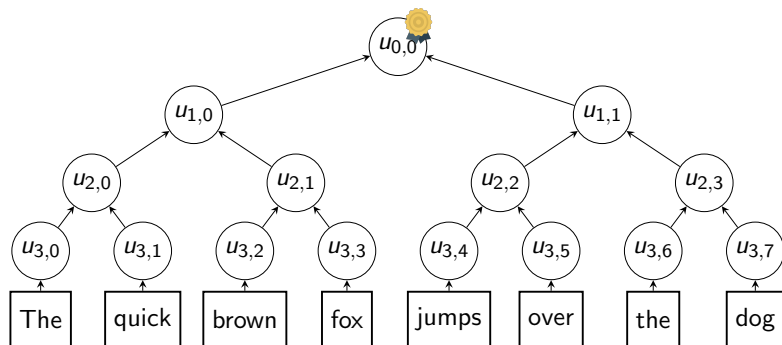 u0,0
u1,0 u1,1
u2,0 u2,1 u2,2 u2,3
u3,0 u3,1 u3,2 u3,3 u3,4 u3,5 u3,6 u3,7
The quick brown fox jumps over the dog